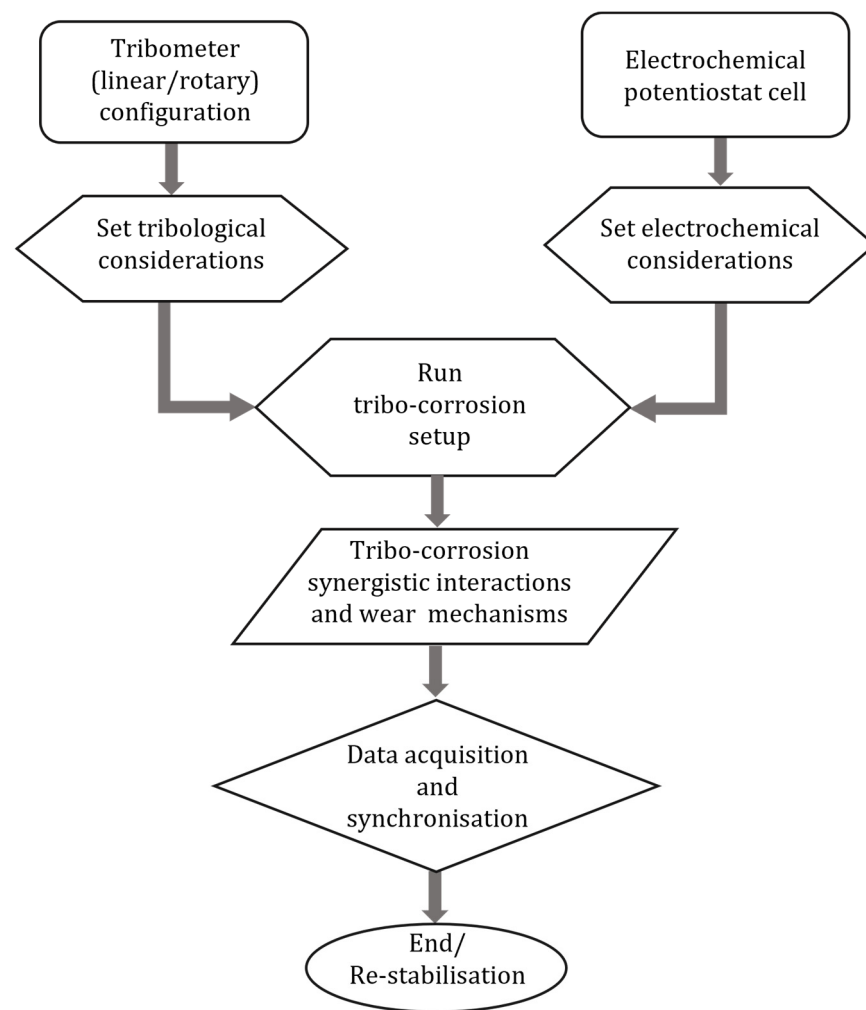 Tribometer
(linear/rotary)
configuration
Electrochemical
potentiostat cell
Set tribological
considerations
Set electrochemical
considerations
Run
tribo-corrosion
setup
Tribo-corrosion
synergistic interactions
and wear mechanisms
Data acquisition
and
synchronisation
End/
Re-stabilisation